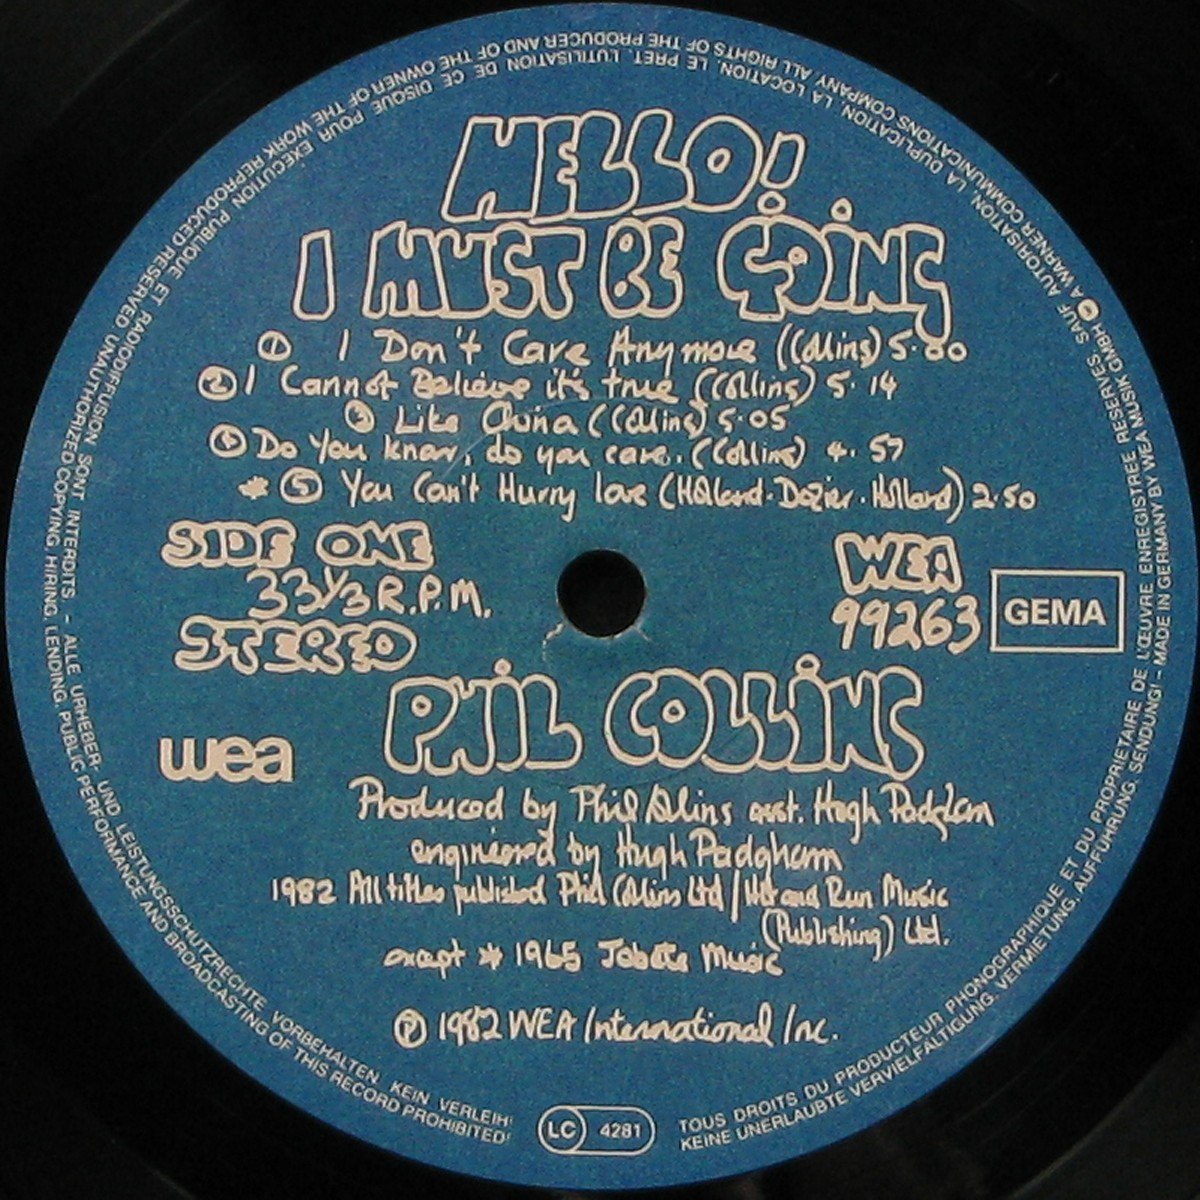 HELLO!
I MUST BE GOING
① I Don't Care Anymore (Collins) 5·00
② I Cannot Believe it's true (Collins) 5·14
③ Like China (Collins) 5·05
④ Do You know, do you care. (Collins) 4·57
* ⑤ You Can't Hurry love (Holland·Dozier·Holland) 2·50
SIDE ONE
33 1/3 R.P.M.
STEREO
WEA
99263
GEMA
PHIL COLLINS
wea
Produced by Phil Collins asst. Hugh Padgham
engineered by Hugh Padgham
1982 All titles published Phil Collins Ltd / Hit and Run Music
(Publishing) Ltd.
except * 1965 Jobete Music
Ⓟ 1982 WEA International Inc.
LC 4281
TOUS DROITS DU PRODUCTEUR PHONOGRAPHIQUE ET DU PROPRIETAIRE DE L'ŒUVRE ENREGISTREE RESERVES. SAUF AUTORISATION, LA DUPLICATION, LA LOCATION, LE PRET, L'UTILISATION DE CE DISQUE POUR EXECUTION PUBLIQUE ET RADIODIFFUSION SONT INTERDITS. – ALLE URHEBER- UND LEISTUNGSSCHUTZRECHTE VORBEHALTEN. KEIN VERLEIH!
KEINE UNERLAUBTE VERVIELFÄLTIGUNG, VERMIETUNG, AUFFÜHRUNG, SENDUNG! – MADE IN GERMANY BY WEA MUSIK GMBH A WARNER COMMUNICATIONS COMPANY. ALL RIGHTS OF THE PRODUCER AND OF THE OWNER OF THE WORK REPRODUCED RESERVED. UNAUTHORIZED COPYING, HIRING, LENDING, PUBLIC PERFORMANCE AND BROADCASTING OF THIS RECORD PROHIBITED!